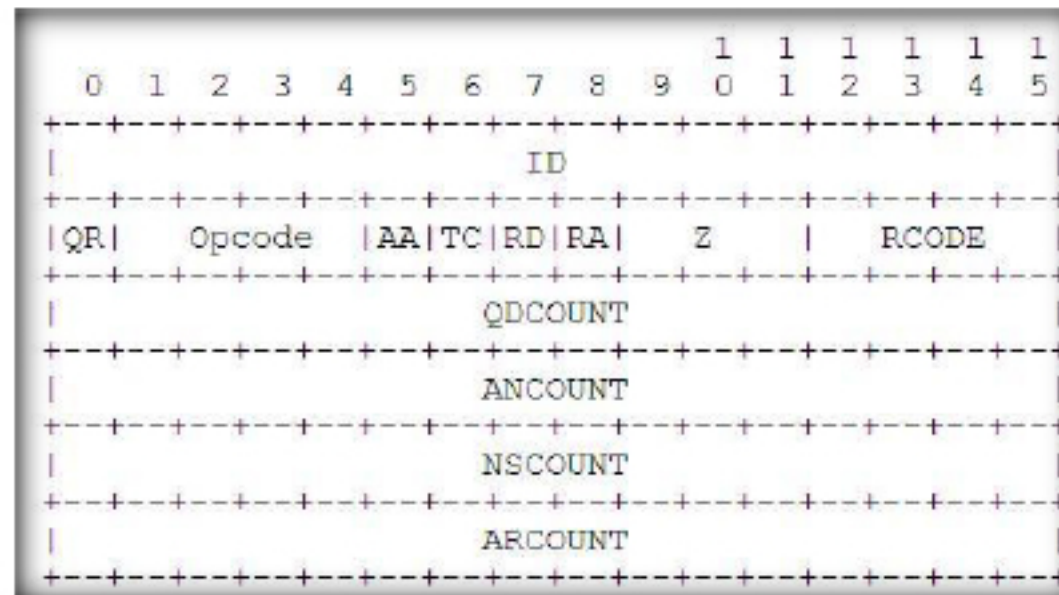 1 1 1 1 1 1
0 1 2 3 4 5 6 7 8 9 0 1 2 3 4 5
+--+--+--+--+--+--+--+--+--+--+--+--+--+--+--+--+
| ID |
+--+--+--+--+--+--+--+--+--+--+--+--+--+--+--+--+
|QR| Opcode |AA|TC|RD|RA| Z | RCODE |
+--+--+--+--+--+--+--+--+--+--+--+--+--+--+--+--+
| QDCOUNT |
+--+--+--+--+--+--+--+--+--+--+--+--+--+--+--+--+
| ANCOUNT |
+--+--+--+--+--+--+--+--+--+--+--+--+--+--+--+--+
| NSCOUNT |
+--+--+--+--+--+--+--+--+--+--+--+--+--+--+--+--+
| ARCOUNT |
+--+--+--+--+--+--+--+--+--+--+--+--+--+--+--+--+